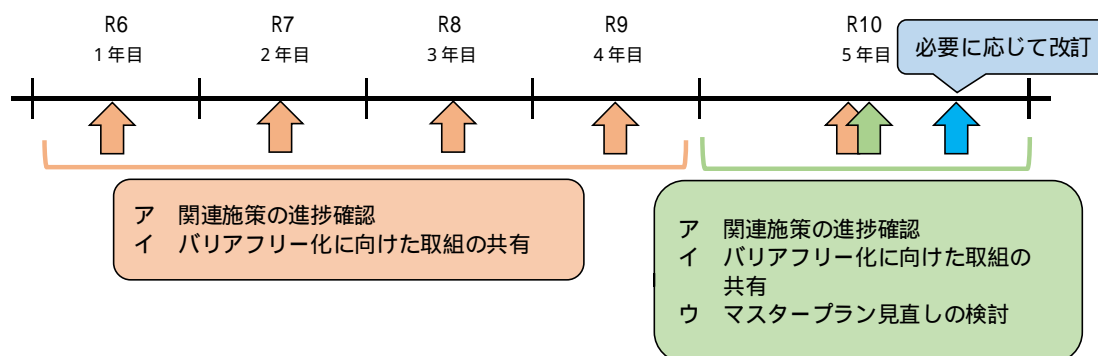 R6
1年目
R7
2年目
R8
3年目
R9
4年目
R10
5年目
必要に応じて改訂
ア 関連施策の進捗確認
イ バリアフリー化に向けた取組の共有
ア 関連施策の進捗確認
イ バリアフリー化に向けた取組の
共有
ウ マスタープラン見直しの検討